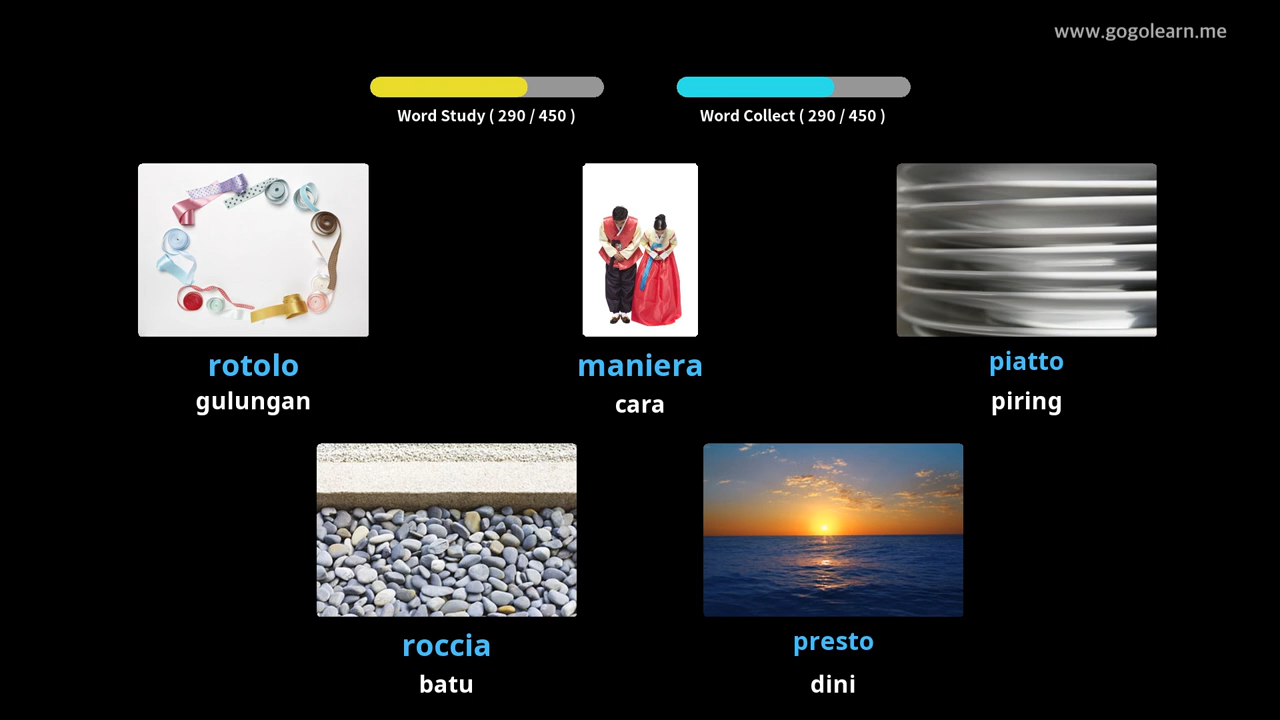 www.gogolearn.me
Word Study ( 290 / 450 )
Word Collect ( 290 / 450 )
rotolo
gulungan
maniera
cara
piatto
piring
roccia
batu
presto
dini